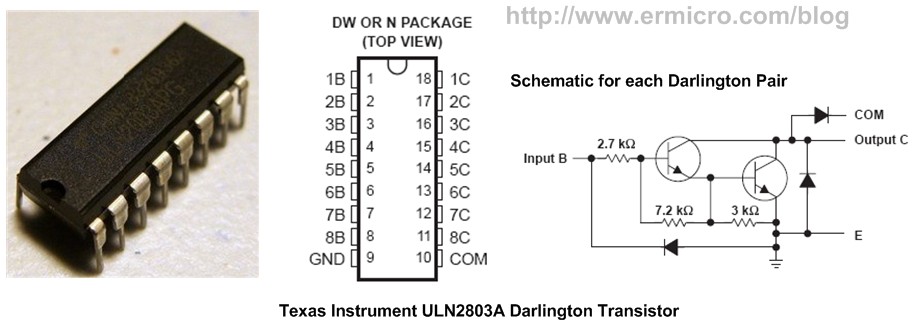 http://www.ermicro.com/blog
DW OR N PACKAGE
(TOP VIEW)
1B 1 18 1C
2B 2 17 2C
3B 3 16 3C
4B 4 15 4C
5B 5 14 5C
6B 6 13 6C
7B 7 12 7C
8B 8 11 8C
GND 9 10 COM
Schematic for each Darlington Pair
COM
Output C
2.7 kΩ
Input B
7.2 kΩ 3 kΩ
E
Texas Instrument ULN2803A Darlington Transistor